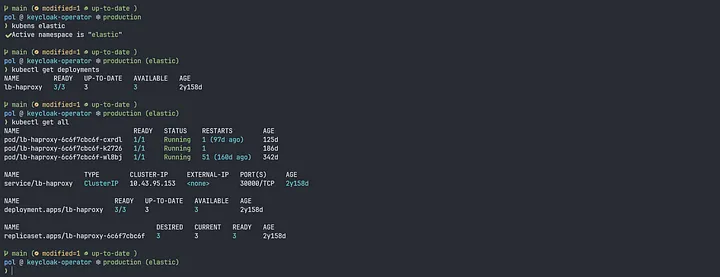 main (modified=1 up-to-date )
pol @ keycloak-operator production
❯ kubens elastic
✔Active namespace is "elastic"
main (modified=1 up-to-date )
pol @ keycloak-operator production (elastic)
❯ kubectl get deployments
NAME READY UP-TO-DATE AVAILABLE AGE
lb-haproxy 3/3 3 3 2y158d
main (modified=1 up-to-date )
pol @ keycloak-operator production (elastic)
❯ kubectl get all
NAME READY STATUS RESTARTS AGE
pod/lb-haproxy-6c6f7cbc6f-cxrdl 1/1 Running 1 (97d ago) 125d
pod/lb-haproxy-6c6f7cbc6f-k2726 1/1 Running 1 186d
pod/lb-haproxy-6c6f7cbc6f-wl8bj 1/1 Running 51 (160d ago) 342d
NAME TYPE CLUSTER-IP EXTERNAL-IP PORT(S) AGE
service/lb-haproxy ClusterIP 10.43.95.153 <none> 30000/TCP 2y158d
NAME READY UP-TO-DATE AVAILABLE AGE
deployment.apps/lb-haproxy 3/3 3 3 2y158d
NAME DESIRED CURRENT READY AGE
replicaset.apps/lb-haproxy-6c6f7cbc6f 3 3 3 2y158d
main (modified=1 up-to-date )
pol @ keycloak-operator production (elastic)
❯